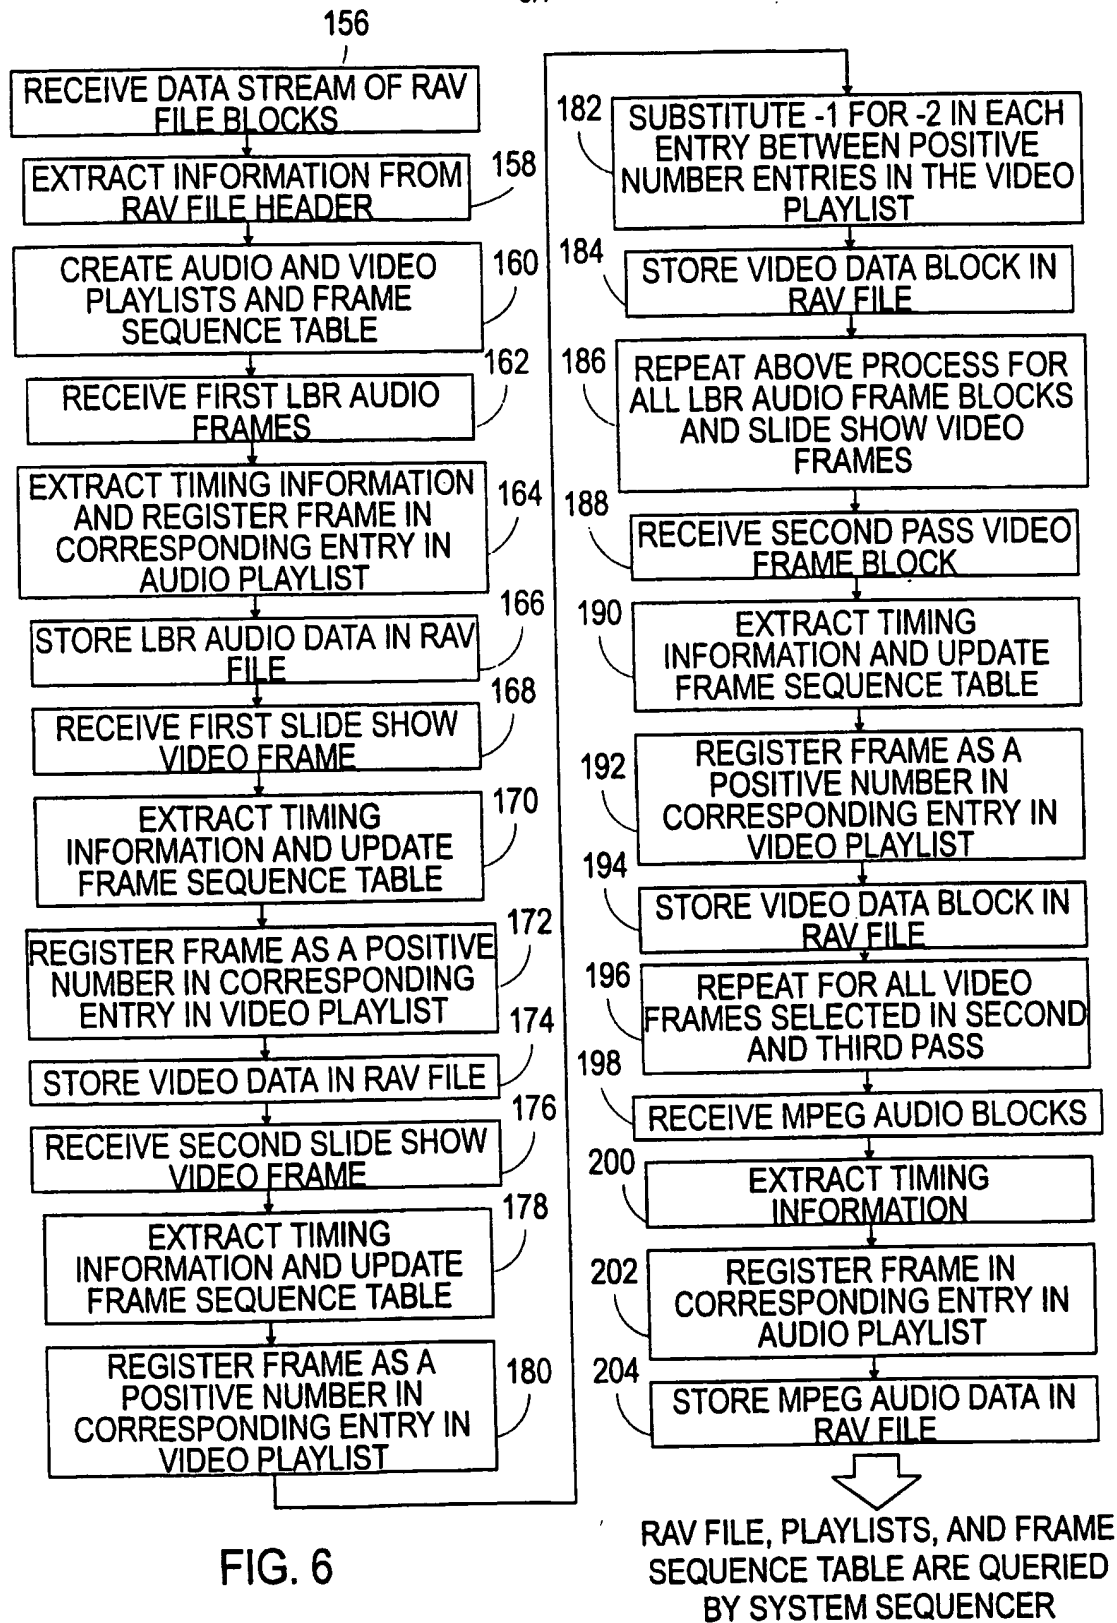 156
RECEIVE DATA STREAM OF RAV
FILE BLOCKS
EXTRACT INFORMATION FROM
RAV FILE HEADER
158
CREATE AUDIO AND VIDEO
PLAYLISTS AND FRAME
SEQUENCE TABLE
160
RECEIVE FIRST LBR AUDIO
FRAMES
162
EXTRACT TIMING INFORMATION
AND REGISTER FRAME IN
CORRESPONDING ENTRY IN
AUDIO PLAYLIST
164
STORE LBR AUDIO DATA IN RAV
FILE
166
RECEIVE FIRST SLIDE SHOW
VIDEO FRAME
168
EXTRACT TIMING
INFORMATION AND UPDATE
FRAME SEQUENCE TABLE
170
REGISTER FRAME AS A POSITIVE
NUMBER IN CORRESPONDING
ENTRY IN VIDEO PLAYLIST
172
STORE VIDEO DATA IN RAV FILE
174
RECEIVE SECOND SLIDE SHOW
VIDEO FRAME
176
EXTRACT TIMING
INFORMATION AND UPDATE
FRAME SEQUENCE TABLE
178
REGISTER FRAME AS A
POSITIVE NUMBER IN
CORRESPONDING ENTRY IN
VIDEO PLAYLIST
180
182
SUBSTITUTE -1 FOR -2 IN EACH
ENTRY BETWEEN POSITIVE
NUMBER ENTRIES IN THE VIDEO
PLAYLIST
184
STORE VIDEO DATA BLOCK IN
RAV FILE
186
REPEAT ABOVE PROCESS FOR
ALL LBR AUDIO FRAME BLOCKS
AND SLIDE SHOW VIDEO
FRAMES
188
RECEIVE SECOND PASS VIDEO
FRAME BLOCK
190
EXTRACT TIMING
INFORMATION AND UPDATE
FRAME SEQUENCE TABLE
192
REGISTER FRAME AS A
POSITIVE NUMBER IN
CORRESPONDING ENTRY IN
VIDEO PLAYLIST
194
STORE VIDEO DATA BLOCK IN
RAV FILE
196
REPEAT FOR ALL VIDEO
FRAMES SELECTED IN SECOND
AND THIRD PASS
198
RECEIVE MPEG AUDIO BLOCKS
200
EXTRACT TIMING
INFORMATION
202
REGISTER FRAME IN
CORRESPONDING ENTRY IN
AUDIO PLAYLIST
204
STORE MPEG AUDIO DATA IN
RAV FILE
RAV FILE, PLAYLISTS, AND FRAME
SEQUENCE TABLE ARE QUERIED
BY SYSTEM SEQUENCER
FIG. 6